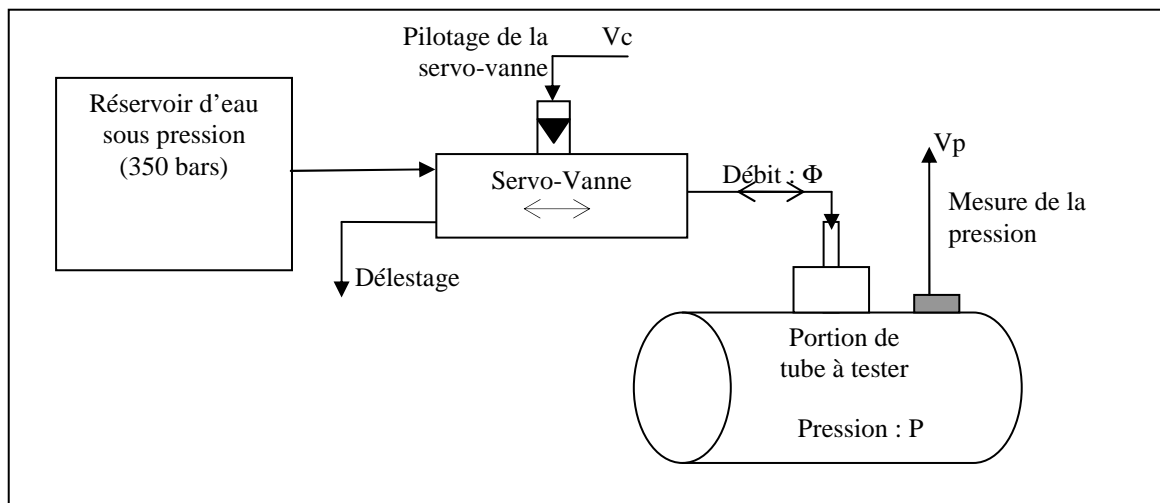 Pilotage de la
servo-vanne
Vc
Réservoir d'eau
sous pression
(350 bars)
Servo-Vanne
Débit : Φ
Vp
Mesure de la
pression
Délestage
Portion de
tube à tester
Pression : P